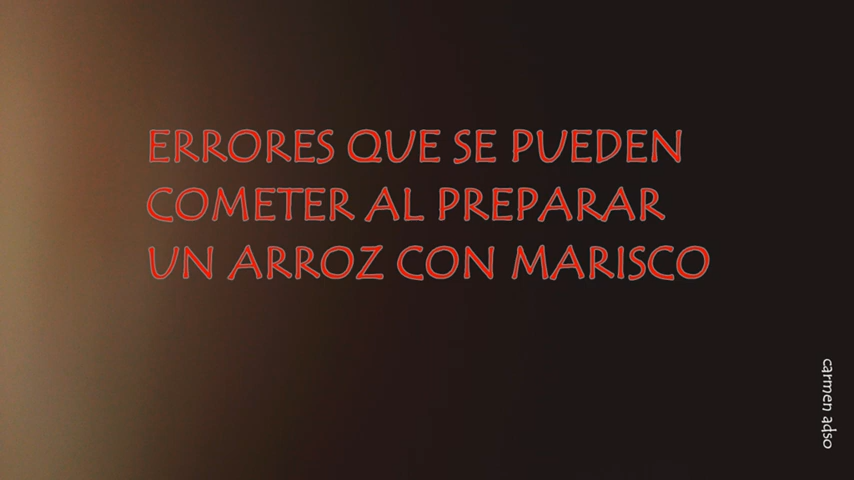 ERRORES QUE SE PUEDEN
COMETER AL PREPARAR
UN ARROZ CON MARISCO
carmen adso